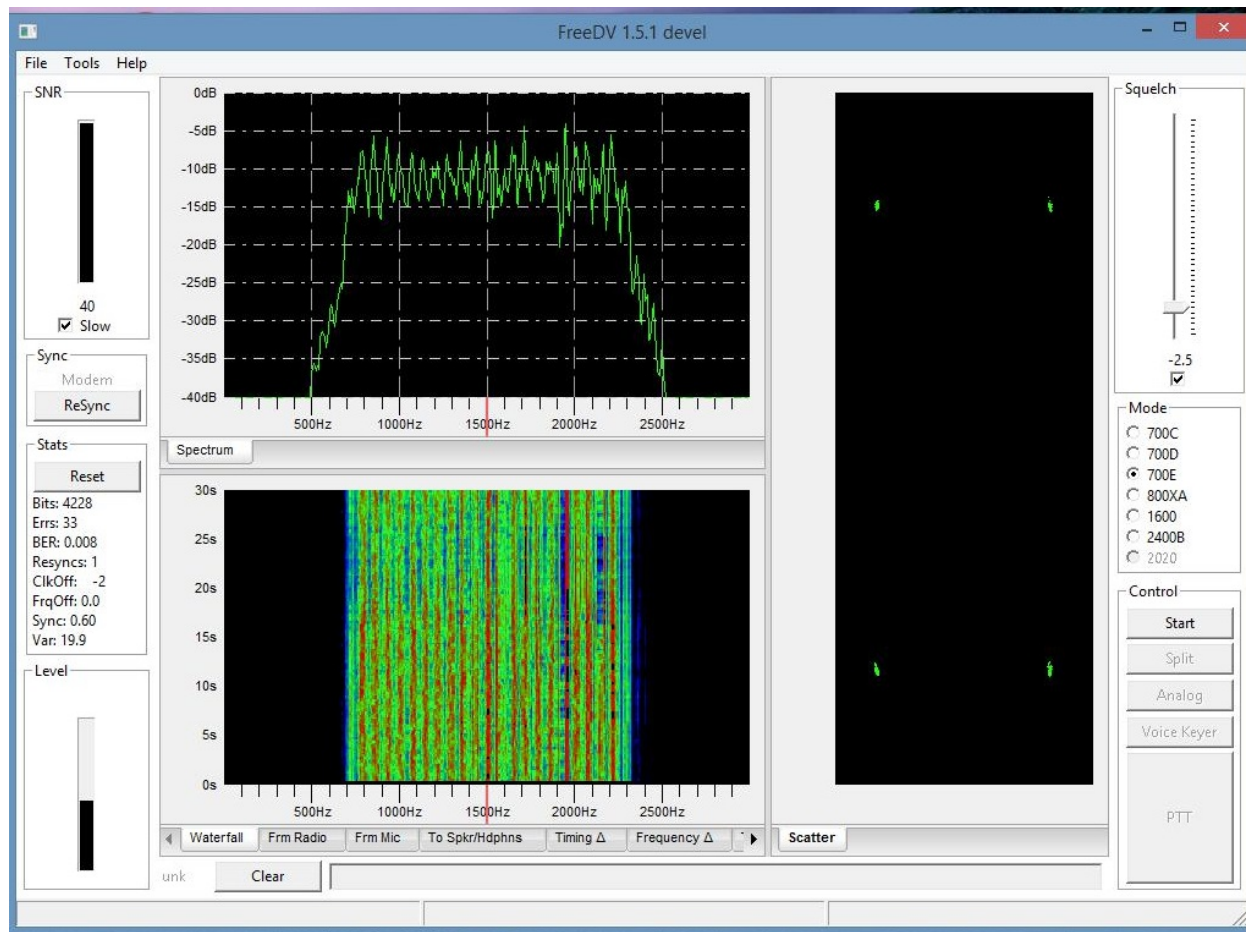 FreeDV 1.5.1 devel
File Tools Help
SNR
40
Slow
Sync
Modem
ReSync
Stats
Reset
Bits: 4228
Errs: 33
BER: 0.008
Resyncs: 1
ClkOff: -2
FrqOff: 0.0
Sync: 0.60
Var: 19.9
Level
0dB
-5dB
-10dB
-15dB
-20dB
-25dB
-30dB
-35dB
-40dB
500Hz 1000Hz 1500Hz 2000Hz 2500Hz
Spectrum
30s
25s
20s
15s
10s
5s
0s
500Hz 1000Hz 1500Hz 2000Hz 2500Hz
Waterfall Frm Radio Frm Mic To Spkr/Hdphns Timing Δ Frequency Δ
unk Clear
Scatter
Squelch
-2.5
Mode
700C
700D
700E
800XA
1600
2400B
2020
Control
Start
Split
Analog
Voice Keyer
PTT